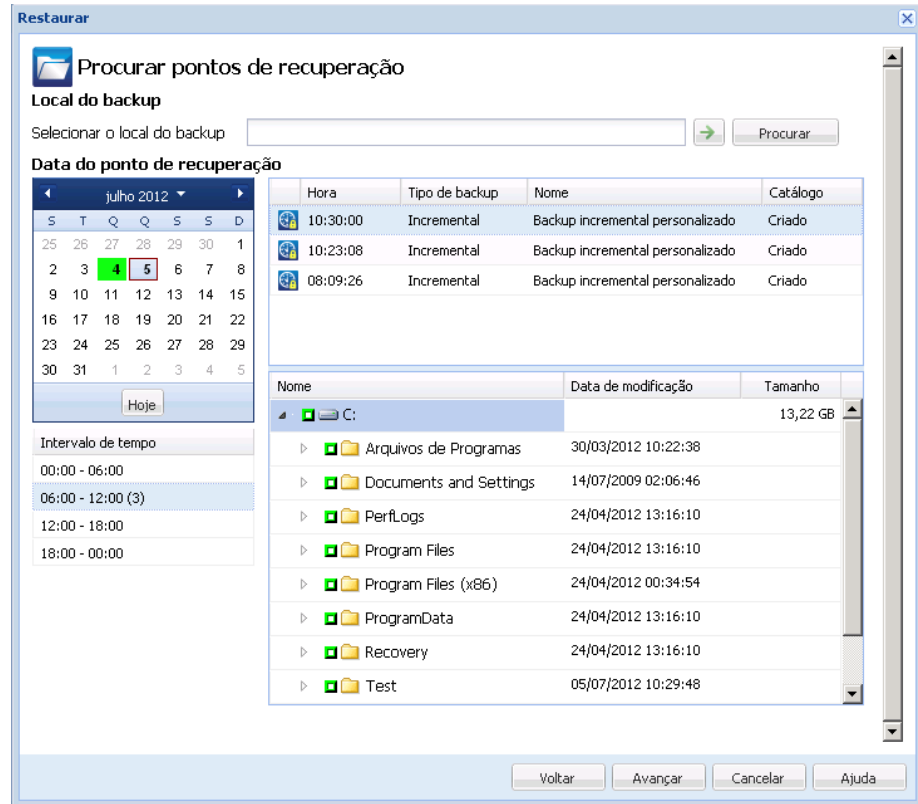 Restaurar
Procurar pontos de recuperação
Local do backup
Selecionar o local do backup Procurar
Data do ponto de recuperação
julho 2012
S T Q Q S S D
25 26 27 28 29 30 1
2 3 4 5 6 7 8
9 10 11 12 13 14 15
16 17 18 19 20 21 22
23 24 25 26 27 28 29
30 31 1 2 3 4 5
Hoje
Intervalo de tempo
00:00 - 06:00
06:00 - 12:00 (3)
12:00 - 18:00
18:00 - 00:00
Hora Tipo de backup Nome Catálogo
10:30:00 Incremental Backup incremental personalizado Criado
10:23:08 Incremental Backup incremental personalizado Criado
08:09:26 Incremental Backup incremental personalizado Criado
Nome Data de modificação Tamanho
C: 13,22 GB
Arquivos de Programas 30/03/2012 10:22:38
Documents and Settings 14/07/2009 02:06:46
PerfLogs 24/04/2012 13:16:10
Program Files 24/04/2012 13:16:10
Program Files (x86) 24/04/2012 00:34:54
ProgramData 24/04/2012 13:16:10
Recovery 24/04/2012 13:16:10
Test 05/07/2012 10:29:48
Voltar Avançar Cancelar Ajuda